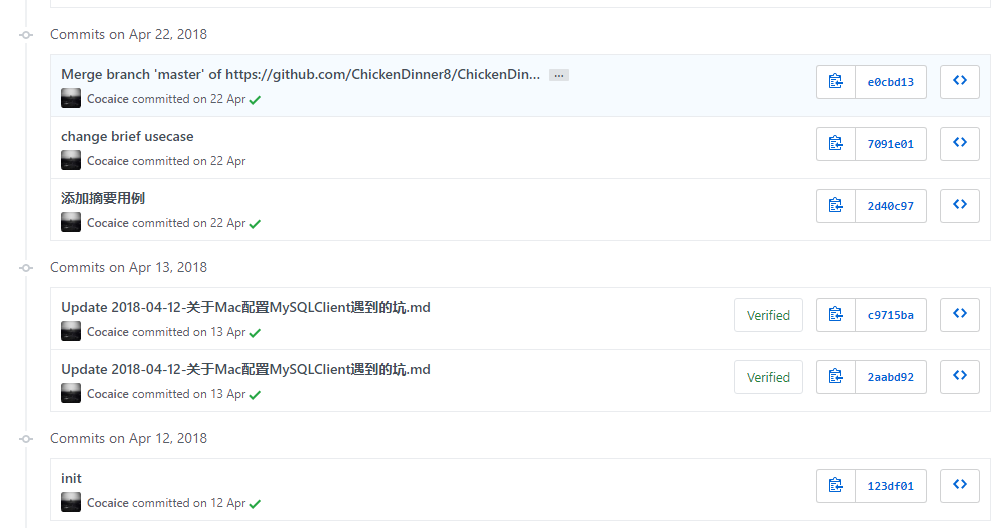 Commits on Apr 22, 2018
Merge branch 'master' of https://github.com/ChickenDinner8/ChickenDin... ...
Cocaice committed on 22 Apr
e0cbd13
change brief usecase
Cocaice committed on 22 Apr
7091e01
添加摘要用例
Cocaice committed on 22 Apr
2d40c97
Commits on Apr 13, 2018
Update 2018-04-12-关于Mac配置MySQLClient遇到的坑.md
Cocaice committed on 13 Apr
Verified
c9715ba
Update 2018-04-12-关于Mac配置MySQLClient遇到的坑.md
Cocaice committed on 13 Apr
Verified
2aabd92
Commits on Apr 12, 2018
init
Cocaice committed on 12 Apr
123df01